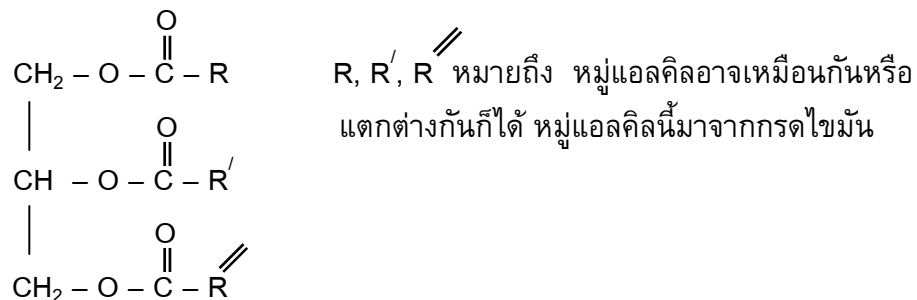 O
CH₂ – O – C – R
R, R′, R″ หมายถึง หมู่แอลคิลอาจเหมือนกันหรือ
O
แตกต่างกันก็ได้ หมู่แอลคิลนี้มาจากกรดไขมัน
CH – O – C – R′
O
CH₂ – O – C – R″